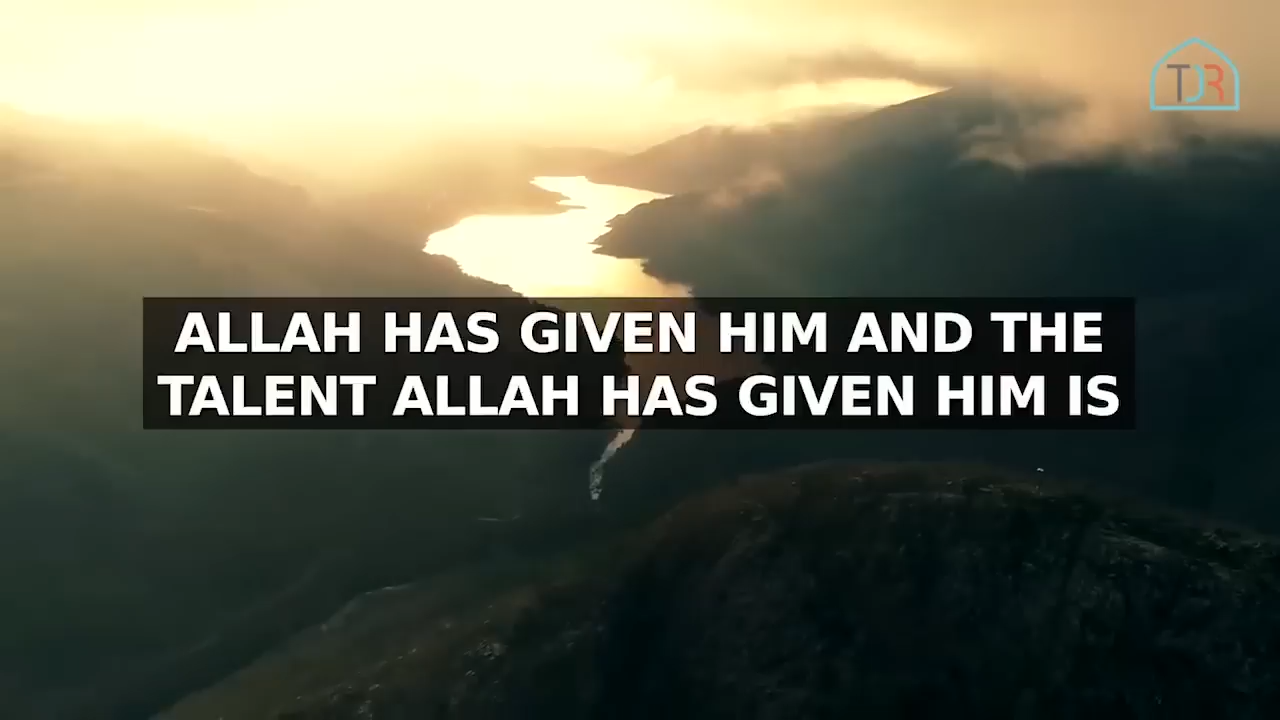 TDR
ALLAH HAS GIVEN HIM AND THE
TALENT ALLAH HAS GIVEN HIM IS